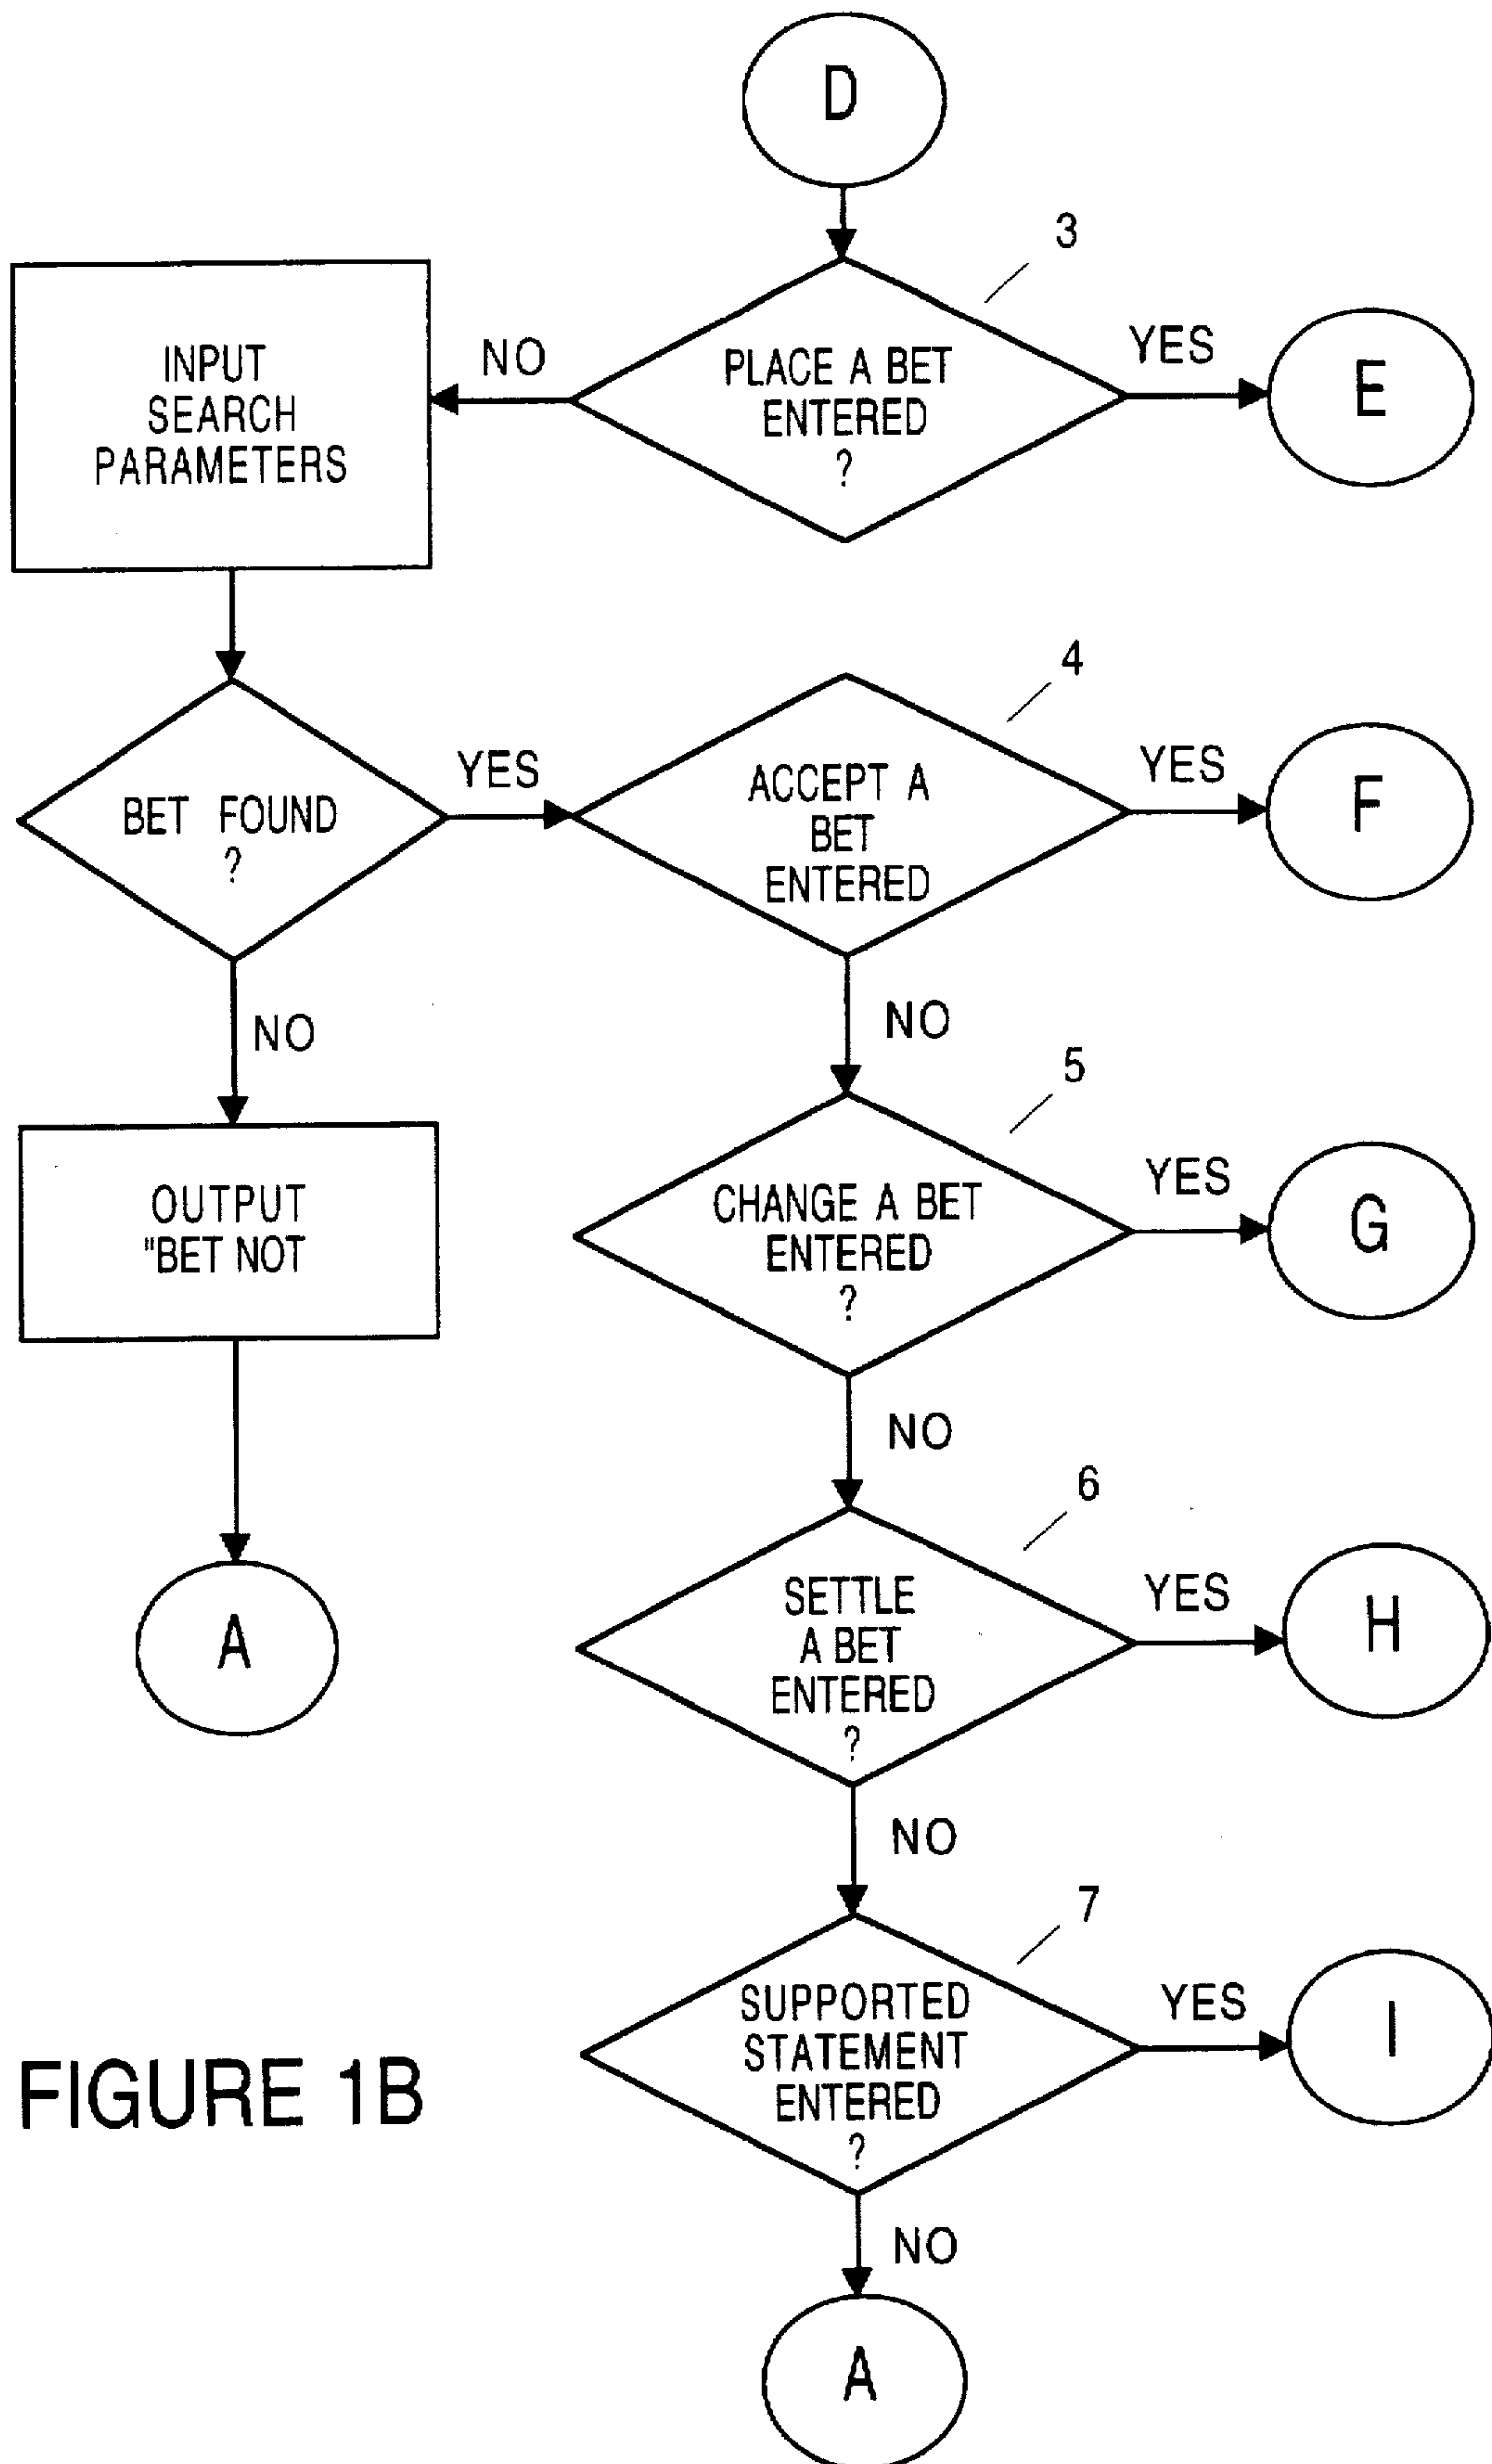 D
3
INPUT
SEARCH
PARAMETERS
NO
PLACE A BET
ENTERED
?
YES
E
4
BET FOUND
?
YES
ACCEPT A
BET
ENTERED
YES
F
NO
NO
5
OUTPUT
"BET NOT
CHANGE A BET
ENTERED
?
YES
G
NO
6
A
SETTLE
A BET
ENTERED
?
YES
H
NO
7
SUPPORTED
STATEMENT
ENTERED
?
YES
I
FIGURE 1B
NO
A